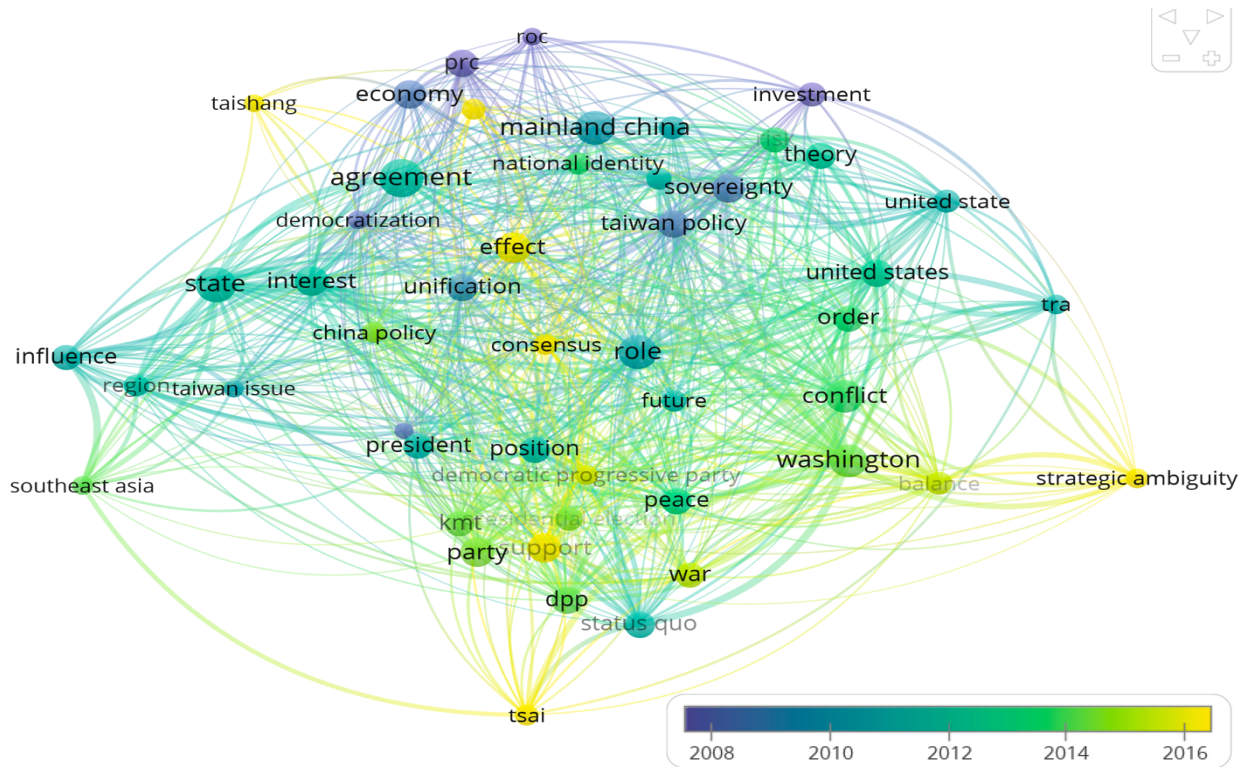 roc
prc
economy
investment
taishang
mainland china
risk
national identity
theory
agreement
sovereignty
united state
democratization
taiwan policy
effect
united states
state
interest
unification
tra
order
china policy
consensus
role
influence
region
taiwan issue
conflict
future
president
position
washington
democratic progressive party
strategic ambiguity
balance
southeast asia
peace
kmt
presidential election
party
support
war
dpp
status quo
tsai
2008
2010
2012
2014
2016